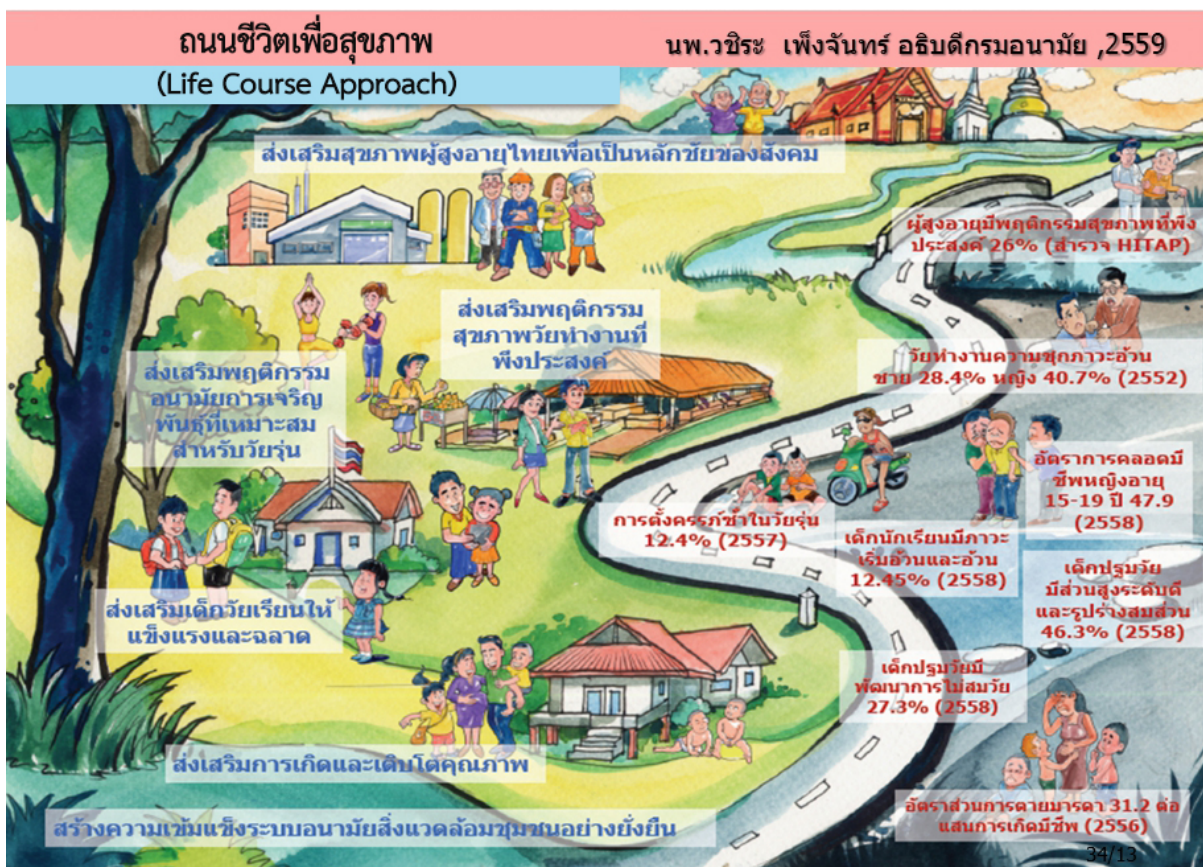 ถนนชีวิตเพื่อสุขภาพ
นพ.วชิระ เพ็งจันทร์ อธิบดีกรมอนามัย ,2559
(Life Course Approach)
ส่งเสริมสุขภาพผู้สูงอายุไทยเพื่อเป็นหลักชัยของสังคม
ผู้สูงอายุมีพฤติกรรมสุขภาพที่พึง
ประสงค์ 26% (สำรวจ HITAP)
ส่งเสริมพฤติกรรม
สุขภาพวัยทำงานที่
พึงประสงค์
วัยทำงานความชุกภาวะอ้วน
ชาย 28.4% หญิง 40.7% (2552)
ส่งเสริมพฤติกรรม
อนามัยการเจริญ
พันธุ์ที่เหมาะสม
สำหรับวัยรุ่น
อัตราการคลอดมี
ชีพหญิงอายุ
15-19 ปี 47.9
(2558)
การตั้งครรภ์ซ้ำในวัยรุ่น
12.4% (2557)
เด็กนักเรียนมีภาวะ
เริ่มอ้วนและอ้วน
12.45% (2558)
เด็กปฐมวัย
มีส่วนสูงระดับดี
และรูปร่างสมส่วน
46.3% (2558)
ส่งเสริมเด็กวัยเรียนให้
แข็งแรงและฉลาด
เด็กปฐมวัยมี
พัฒนาการไม่สมวัย
27.3% (2558)
ส่งเสริมการเกิดและเติบโตคุณภาพ
อัตราส่วนการตายมารดา 31.2 ต่อ
แสนการเกิดมีชีพ (2556)
สร้างความเข้มแข็งระบบอนามัยสิ่งแวดล้อมชุมชนอย่างยั่งยืน
34/13